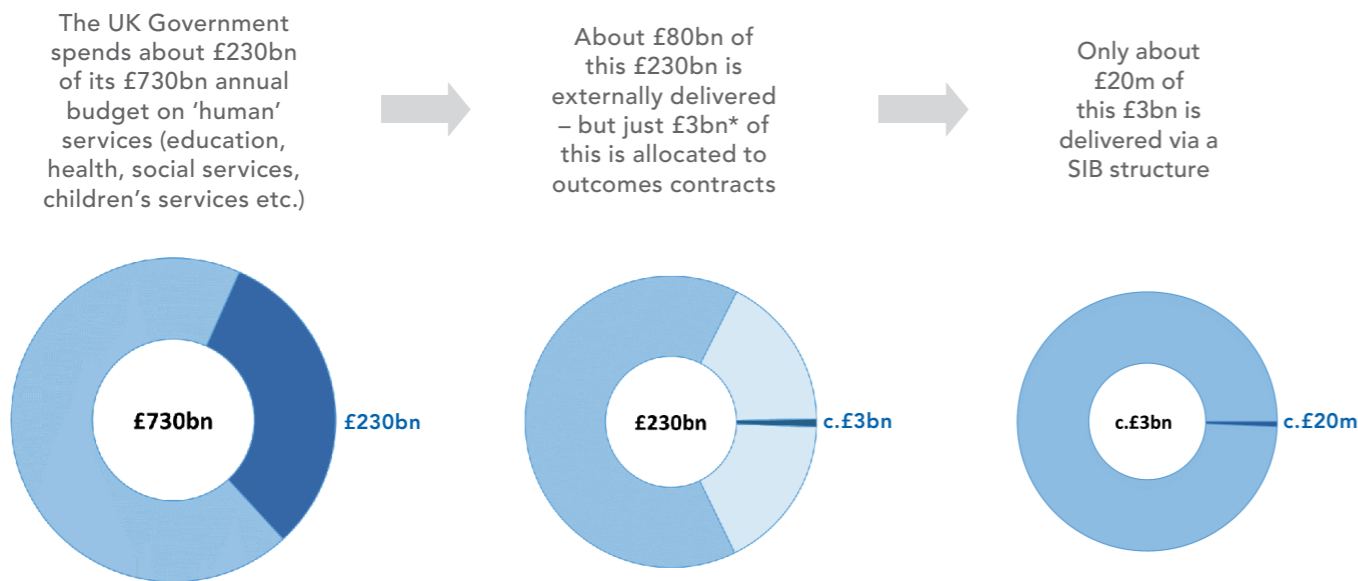 The UK Government
spends about £230bn
of its £730bn annual
budget on ‘human’
services (education,
health, social services,
children’s services etc.)
About £80bn of
this £230bn is
externally delivered
– but just £3bn* of
this is allocated to
outcomes contracts
Only about
£20m of
this £3bn is
delivered via a
SIB structure
£730bn
£230bn
£230bn
c.£3bn
c.£3bn
c.£20m